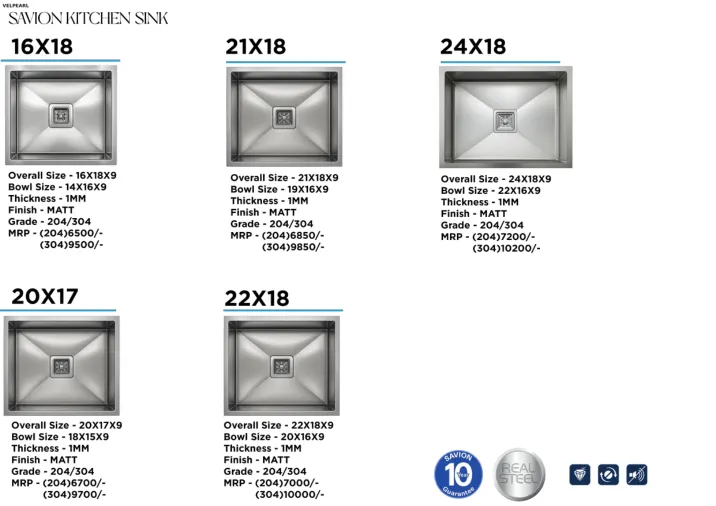 VELPEARL
SAVION KITCHEN SINK
16X18
Overall Size - 16X18X9
Bowl Size - 14X16X9
Thickness - 1MM
Finish - MATT
Grade - 204/304
MRP - (204)6500/-
(304)9500/-
21X18
Overall Size - 21X18X9
Bowl Size - 19X16X9
Thickness - 1MM
Finish - MATT
Grade - 204/304
MRP - (204)6850/-
(304)9850/-
24X18
Overall Size - 24X18X9
Bowl Size - 22X16X9
Thickness - 1MM
Finish - MATT
Grade - 204/304
MRP - (204)7200/-
(304)10200/-
20X17
Overall Size - 20X17X9
Bowl Size - 18X15X9
Thickness - 1MM
Finish - MATT
Grade - 204/304
MRP - (204)6700/-
(304)9700/-
22X18
Overall Size - 22X18X9
Bowl Size - 20X16X9
Thickness - 1MM
Finish - MATT
Grade - 204/304
MRP - (204)7000/-
(304)10000/-
SAVION
10
Guarantee
REAL
STEEL